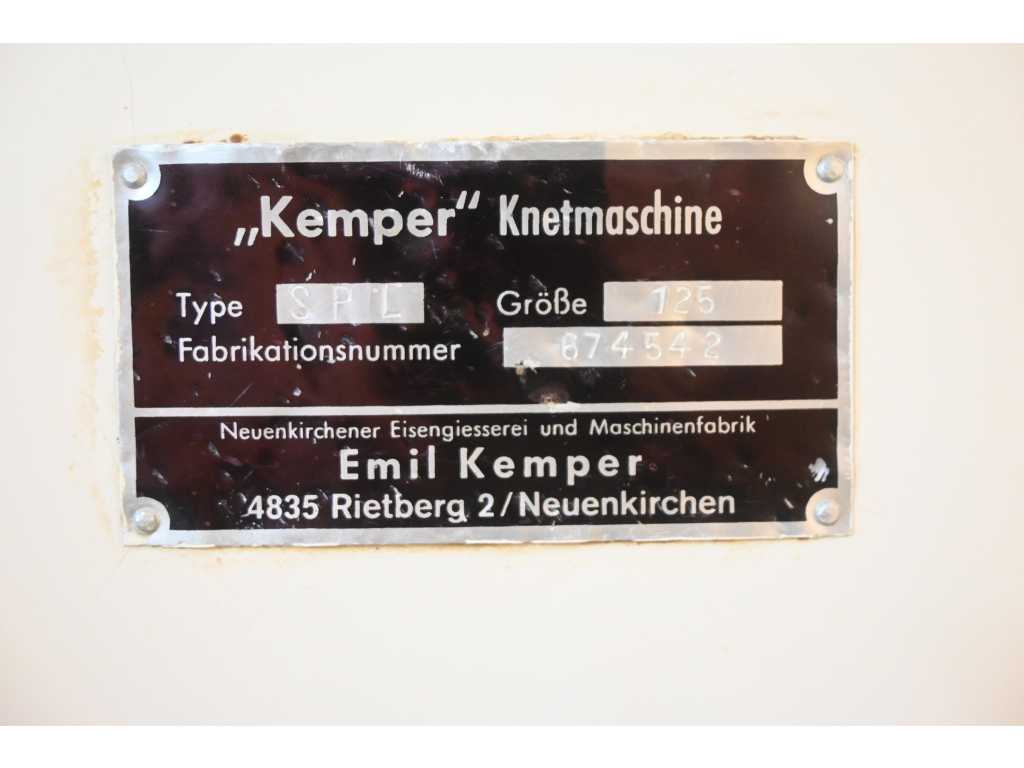 „Kemper“ Knetmaschine
Type SPL Größe 125
Fabrikationsnummer 674542
Neuenkirchener Eisengiesserei und Maschinenfabrik
Emil Kemper
4835 Rietberg 2/Neuenkirchen